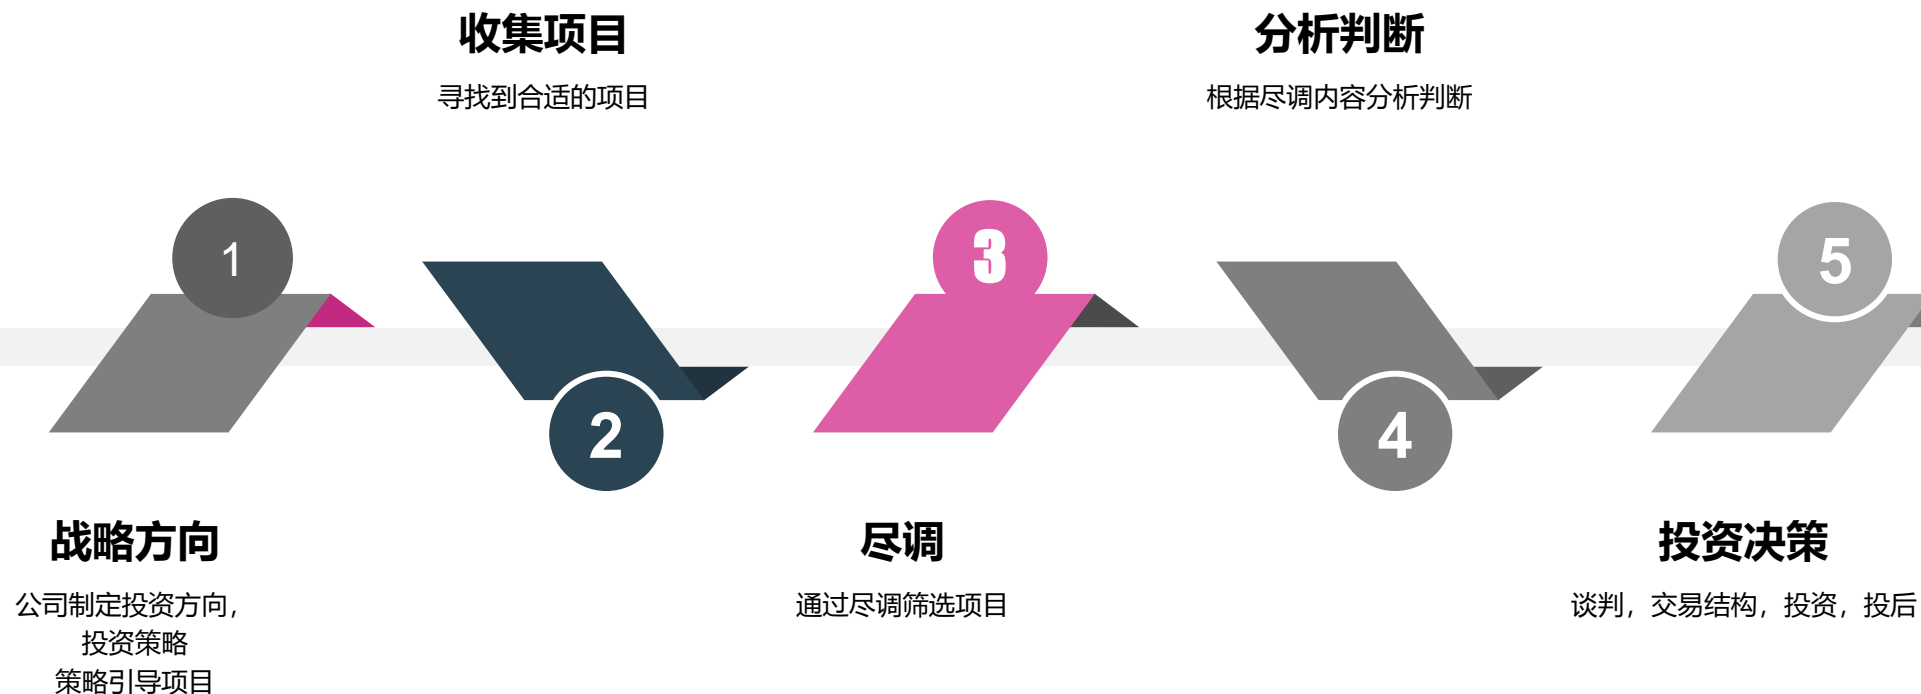 收集项目
寻找到合适的项目
分析判断
根据尽调内容分析判断
1
2
3
4
5
战略方向
公司制定投资方向，
投资策略
策略引导项目
尽调
通过尽调筛选项目
投资决策
谈判，交易结构，投资，投后